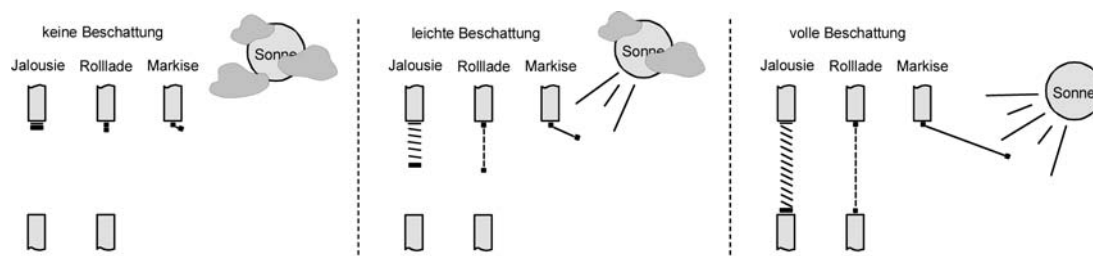 keine Beschattung
Sonne
Jalousie Rolllade Markise
leichte Beschattung
Sonne
Jalousie Rolllade Markise
volle Beschattung
Jalousie Rolllade Markise
Sonne